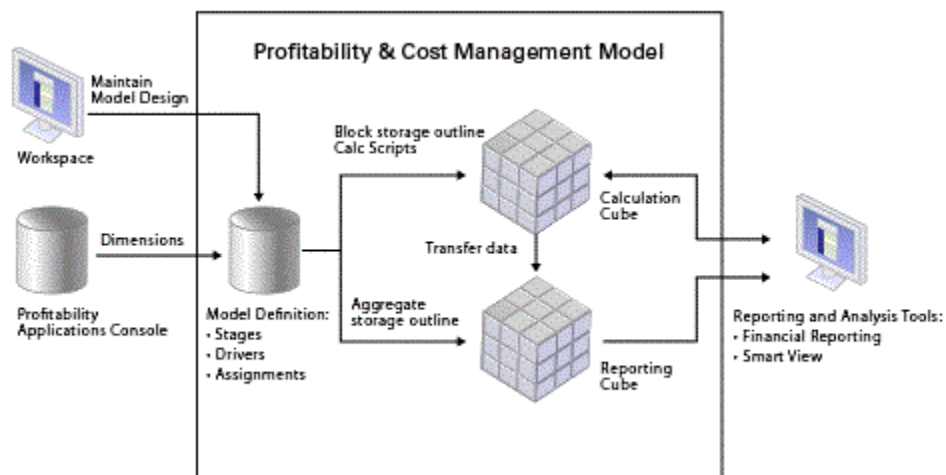 Profitability & Cost Management Model
Maintain
Model Design
Workspace
Block storage outline
Calc Scripts
Calculation
Cube
Dimensions
Transfer data
Profitability
Applications Console
Model Definition:
• Stages
• Drivers
• Assignments
Aggregate
storage outline
Reporting
Cube
Reporting and Analysis Tools:
• Financial Reporting
• Smart View